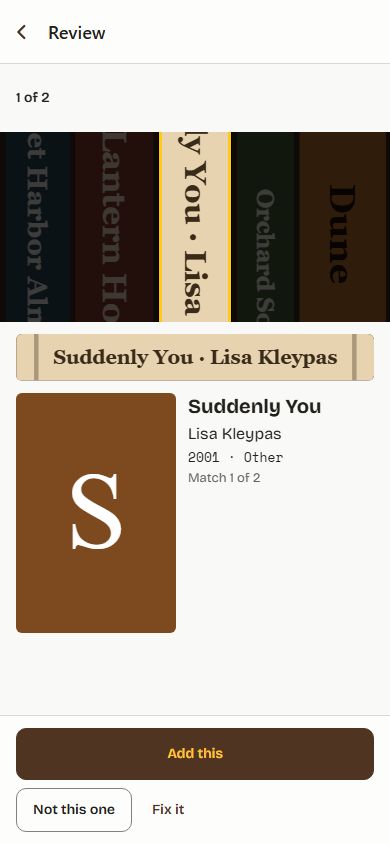 Review
1 of 2
et Harbor Aln
Lantern Ho
ly You · Lisa
Orchard Sc
Dune
Suddenly You · Lisa Kleypas
S
Suddenly You
Lisa Kleypas
2001 · Other
Match 1 of 2
Add this
Not this one
Fix it